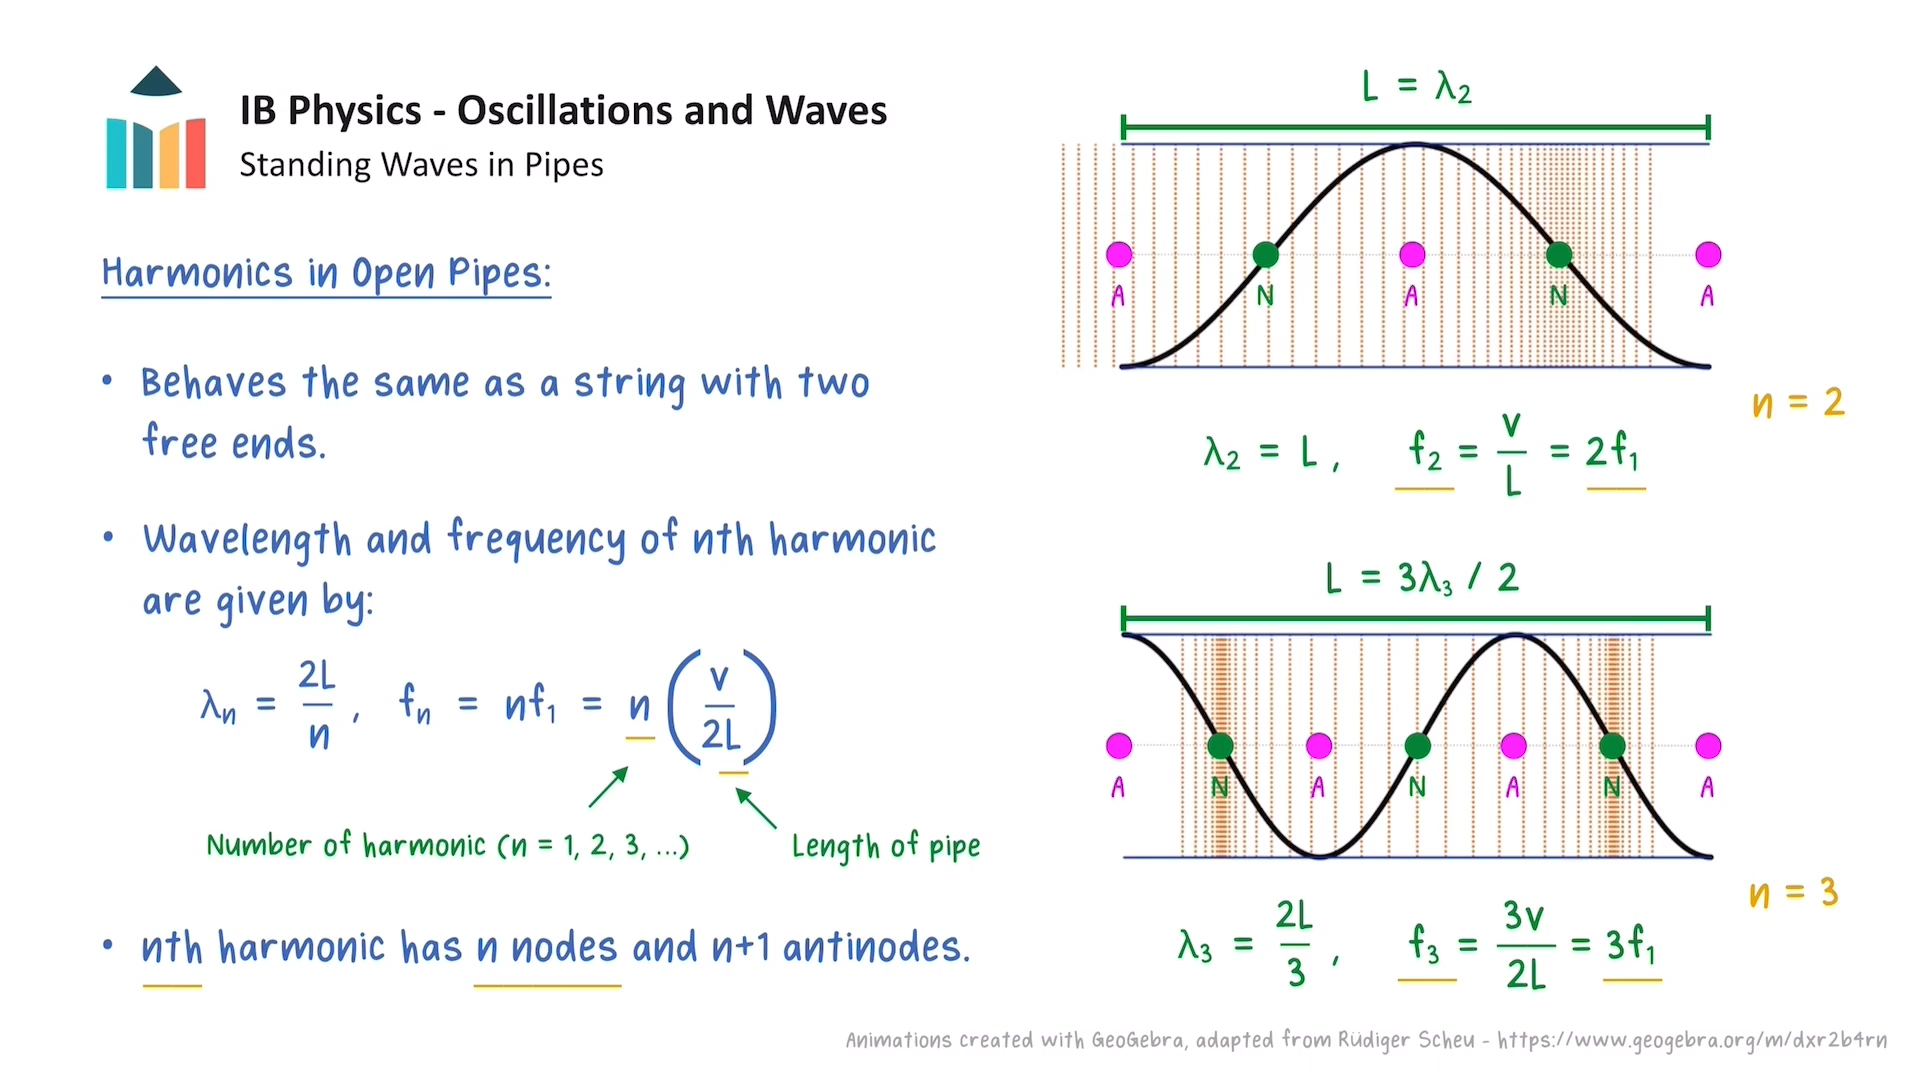 IB Physics - Oscillations and Waves
Standing Waves in Pipes
Harmonics in Open Pipes:
• Behaves the same as a string with two
free ends.
• Wavelength and frequency of nth harmonic
are given by:
λₙ = 2L/n , fₙ = nf₁ = n(v/2L)
Number of harmonic (n = 1, 2, 3, ...)
Length of pipe
• nth harmonic has n nodes and n+1 antinodes.
L = λ₂
A N A N A
n = 2
λ₂ = L , f₂ = v/L = 2f₁
L = 3λ₃ / 2
A N A N A N A
n = 3
λ₃ = 2L/3 , f₃ = 3v/2L = 3f₁
Animations created with GeoGebra, adapted from Rüdiger Scheu - https://www.geogebra.org/m/dxr2b4rn